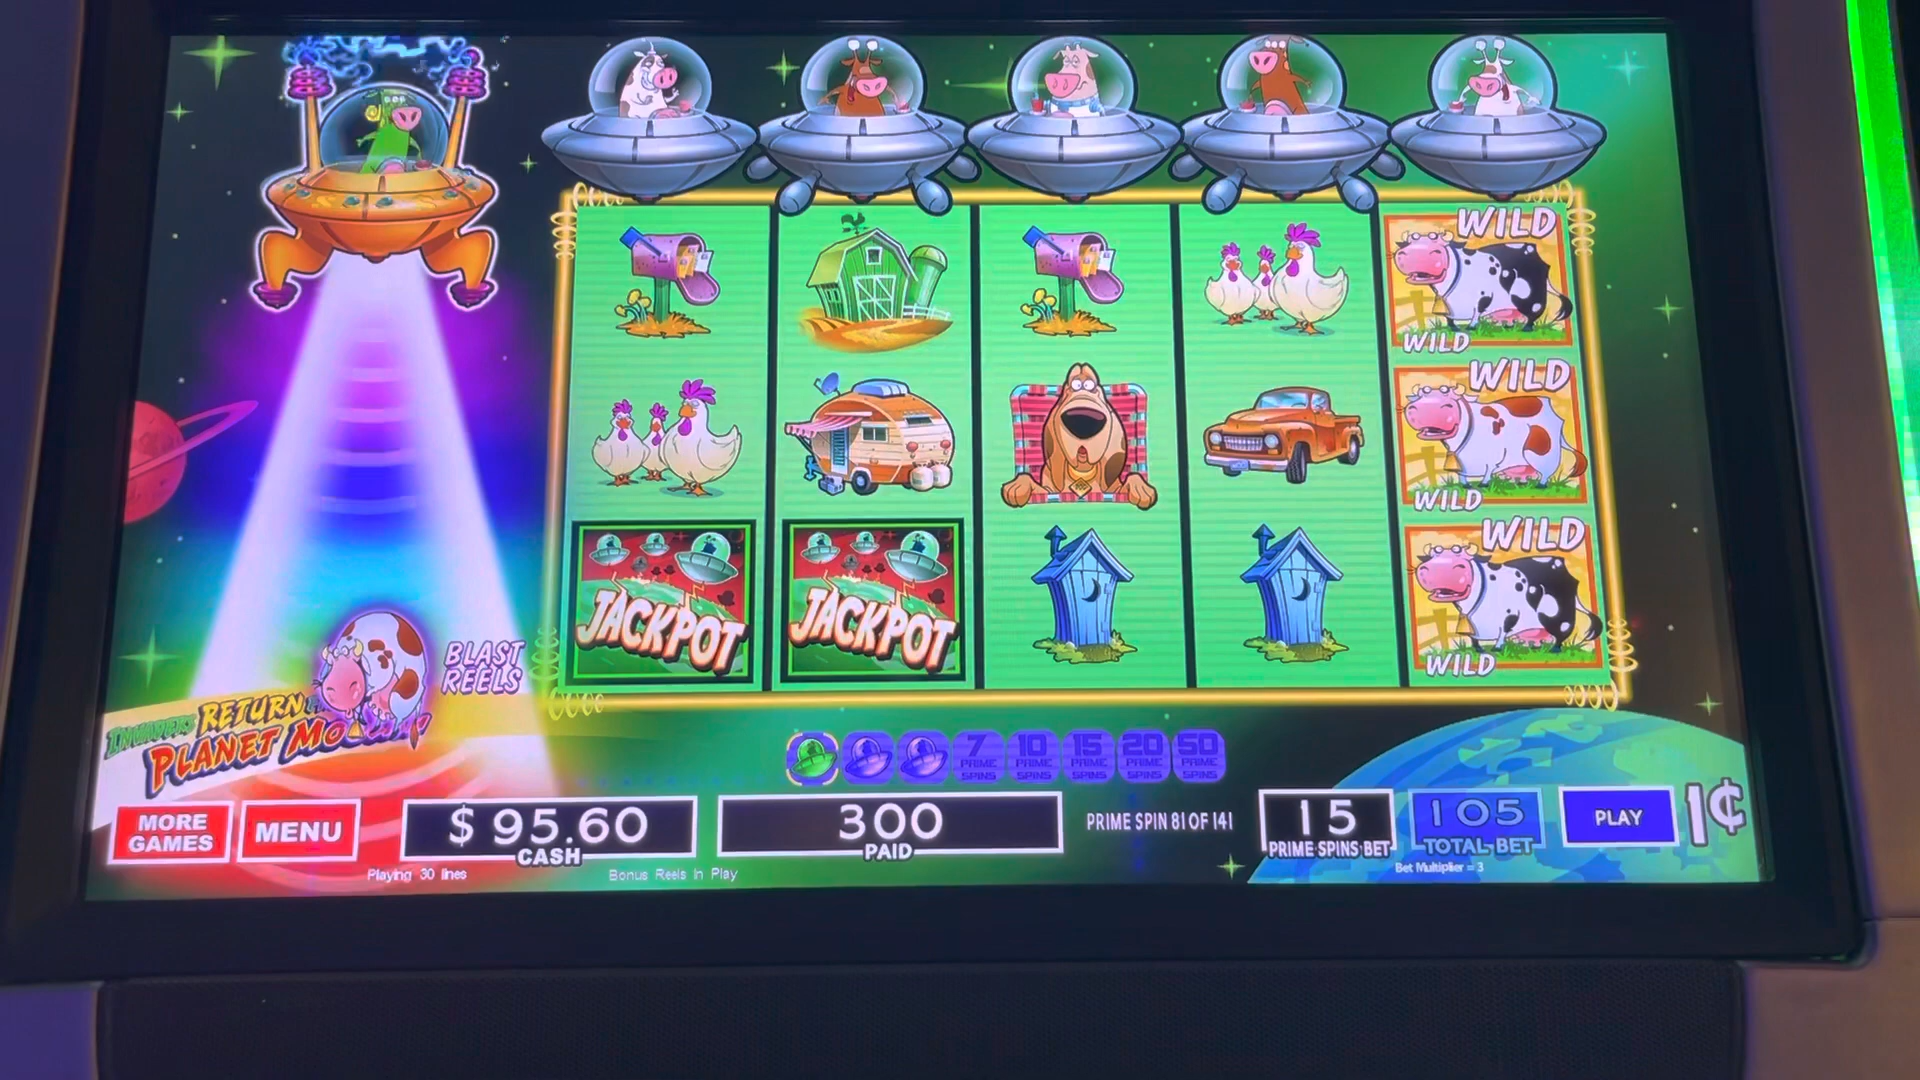 WILD
WILD
WILD
WILD
JACKPOT
JACKPOT
WILD
WILD
BLAST
REELS
INVADERS RETURN
PLANET MOOLAH
7 PRIME SPINS
10 PRIME SPINS
15 PRIME SPINS
20 PRIME SPINS
50 PRIME SPINS
MORE GAMES
MENU
$ 95.60
CASH
300
PAID
PRIME SPIN 81 OF 141
15
PRIME SPINS BET
105
TOTAL BET
PLAY
1¢
Playing 30 lines
Bonus Reels In Play
Bet Multiplier = 3